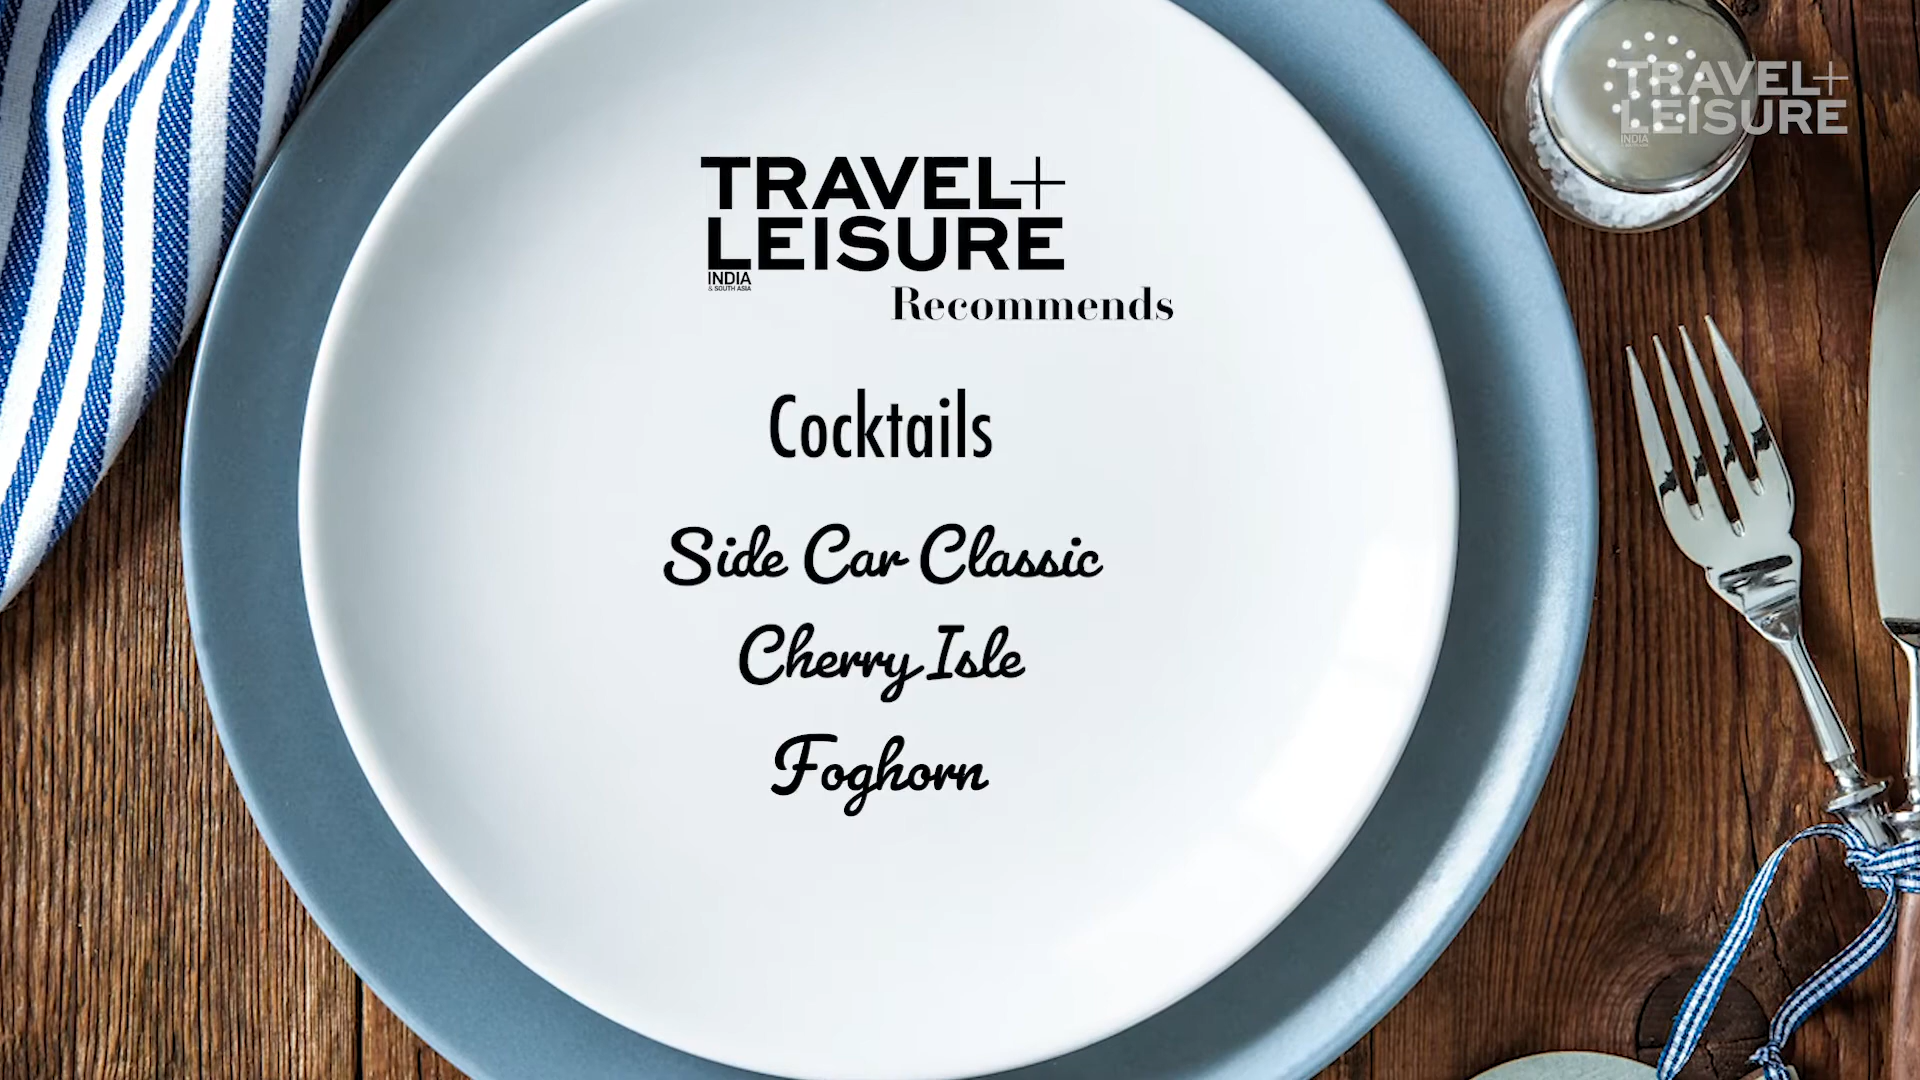 TRAVEL+
LEISURE
INDIA
& SOUTH ASIA
Recommends
Cocktails
Side Car Classic
Cherry Isle
Foghorn
TRAVEL+
LEISURE
INDIA